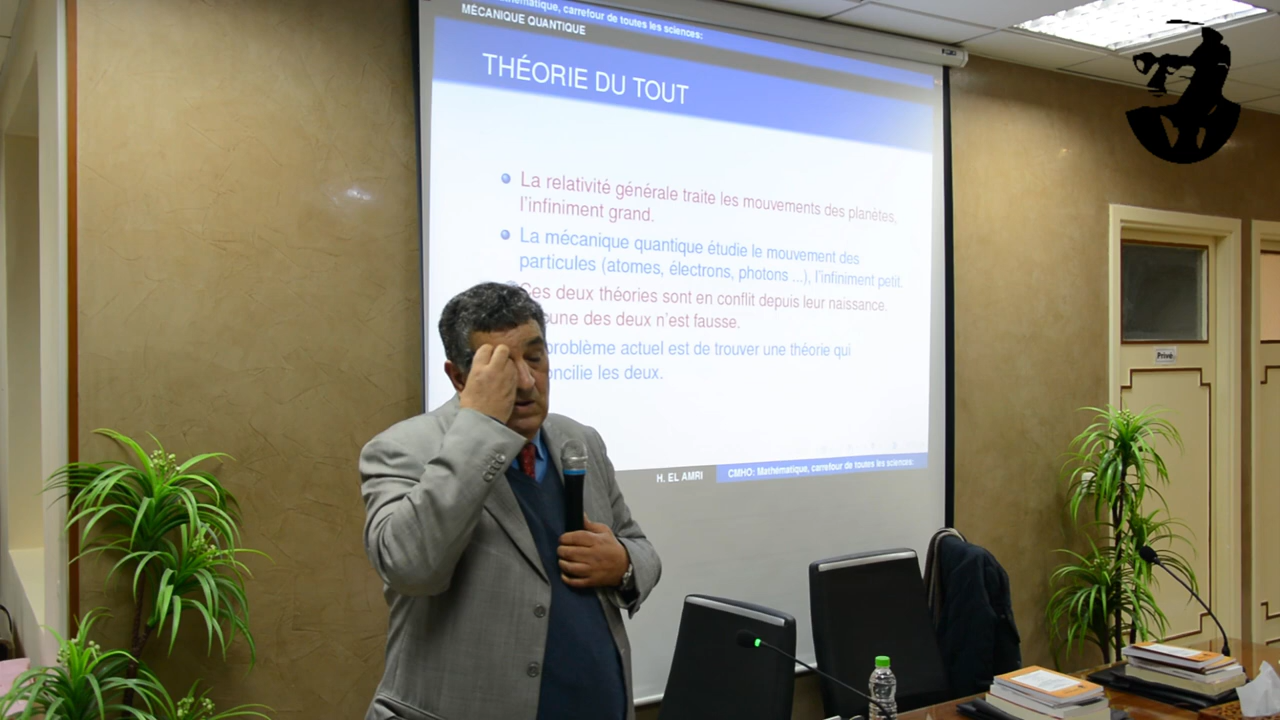 Mathématique, carrefour de toutes les sciences:
MÉCANIQUE QUANTIQUE
THÉORIE DU TOUT
La relativité générale traite les mouvements des planètes,
l'infiniment grand.
La mécanique quantique étudie le mouvement des
particules (atomes, électrons, photons ...), l'infiniment petit.
Ces deux théories sont en conflit depuis leur naissance.
une des deux n'est fausse.
problème actuel est de trouver une théorie qui
concilie les deux.
H. EL AMRI
CMHO: Mathématique, carrefour de toutes les sciences:
Privé